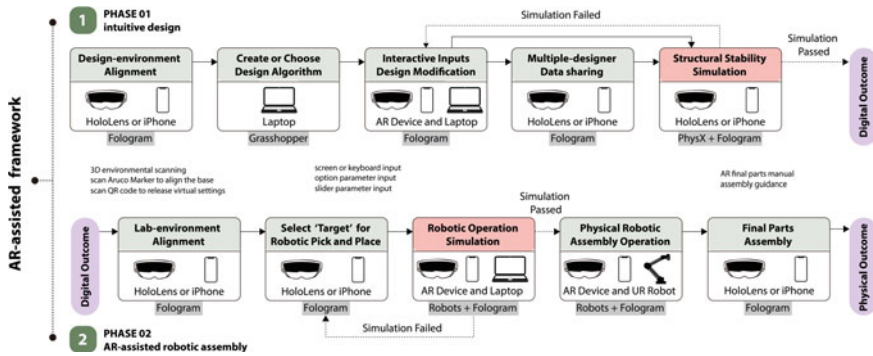 AR-assisted framework
1
PHASE 01
intuitive design
Simulation Failed
Simulation
Passed
Design-environment
Alignment
HoloLens or iPhone
Fologram
Create or Choose
Design Algorithm
Laptop
Grasshopper
Interactive Inputs
Design Modification
AR Device and Laptop
Fologram
Multiple-designer
Data sharing
HoloLens or iPhone
Fologram
Structural Stability
Simulation
HoloLens or iPhone
PhysX + Fologram
Digital Outcome
3D environmental scanning
scan Aruco Marker to align the base
scan QR code to release virtual settings
screen or keyboard input
option parameter input
slider parameter input
Simulation
Passed
AR final parts manual
assembly guidance
Digital Outcome
Lab-environment
Alignment
HoloLens or iPhone
Fologram
Select 'Target' for
Robotic Pick and Place
HoloLens or iPhone
Fologram
Robotic Operation
Simulation
AR Device and Laptop
Robots + Fologram
Physical Robotic
Assembly Operation
AR Device and UR Robot
Robots + Fologram
Final Parts
Assembly
HoloLens or iPhone
Fologram
Physical Outcome
Simulation Failed
2
PHASE 02
AR-assisted robotic assembly